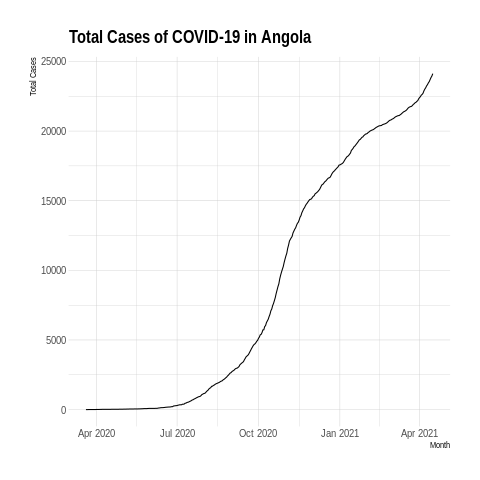 Total Cases of COVID-19 in Angola
Total Cases
25000
20000
15000
10000
5000
0
Apr 2020 Jul 2020 Oct 2020 Jan 2021 Apr 2021
Month